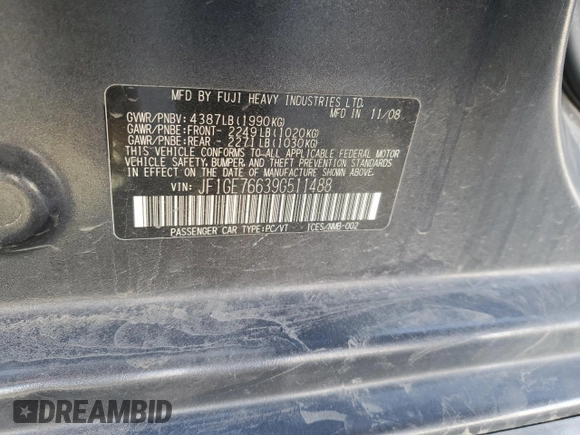 MFD BY FUJI HEAVY INDUSTRIES LTD.
MFD IN 11/08
GVWR/PNBV: 4387LB(1990KG)
GAWR/PNBE:FRONT- 2249LB(1020KG)
GAWR/PNBE:REAR - 2271LB(1030KG)
THIS VEHICLE CONFORMS TO ALL APPLICABLE FEDERAL MOTOR
VEHICLE SAFETY, BUMPER, AND THEFT PREVENTION STANDARDS
IN EFFECT ON THE DATE OF MANUFACTURE SHOWN ABOVE.
VIN: JF1GE76639G511488
PASSENGER CAR TYPE:PC/VT ICES/NMB-002
DREAMBID